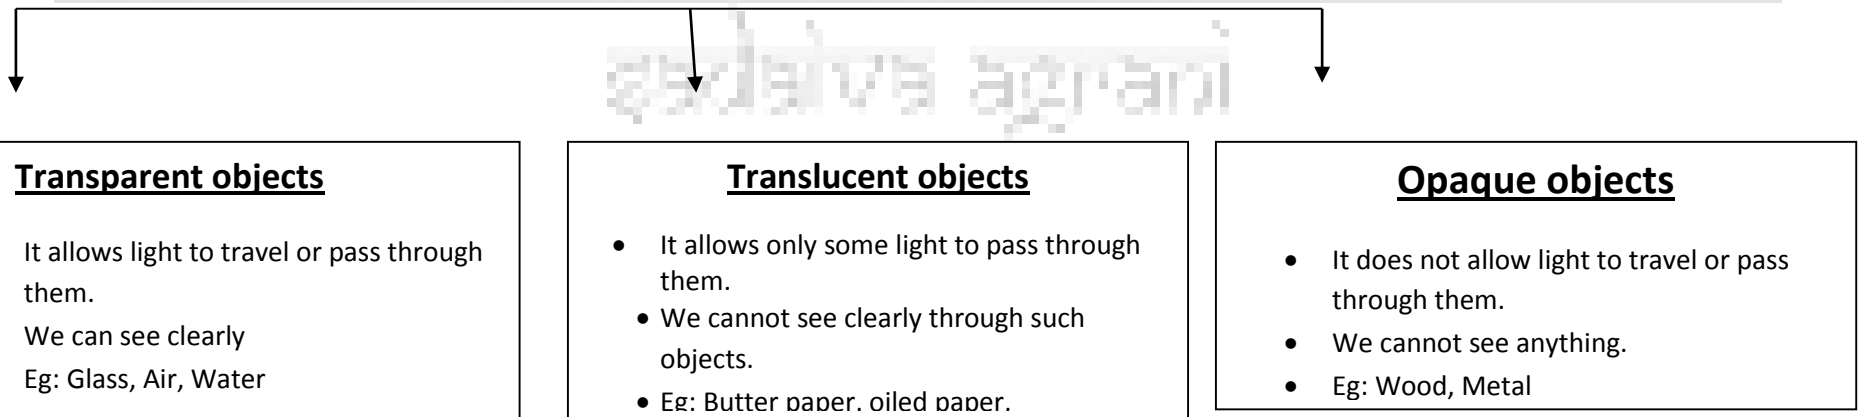 sadaiva agrani
Transparent objects
It allows light to travel or pass through
them.
We can see clearly
Eg: Glass, Air, Water
Translucent objects
• It allows only some light to pass through
them.
• We cannot see clearly through such
objects.
• Eg: Butter paper, oiled paper.
Opaque objects
• It does not allow light to travel or pass
through them.
• We cannot see anything.
• Eg: Wood, Metal